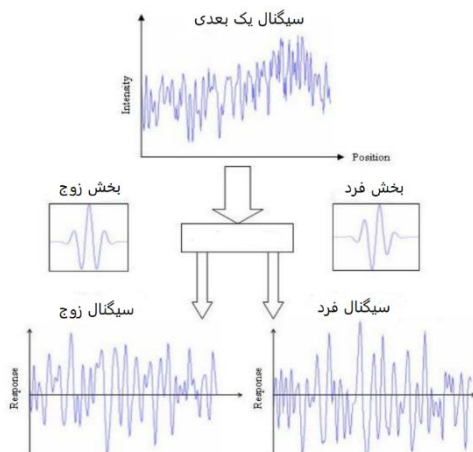 سیگنال یک بعدی
Intensity
Position
بخش زوج
بخش فرد
سیگنال زوج
سیگنال فرد
Response
Response